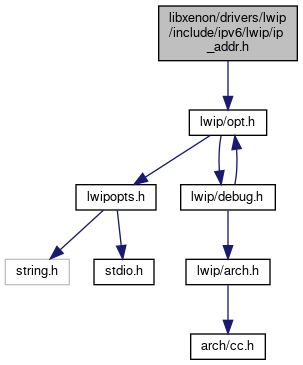 libxenon/drivers/lwip
/include/ipv6/lwip/ip
_addr.h
lwip/opt.h
lwipopts.h
lwip/debug.h
string.h
stdio.h
lwip/arch.h
arch/cc.h